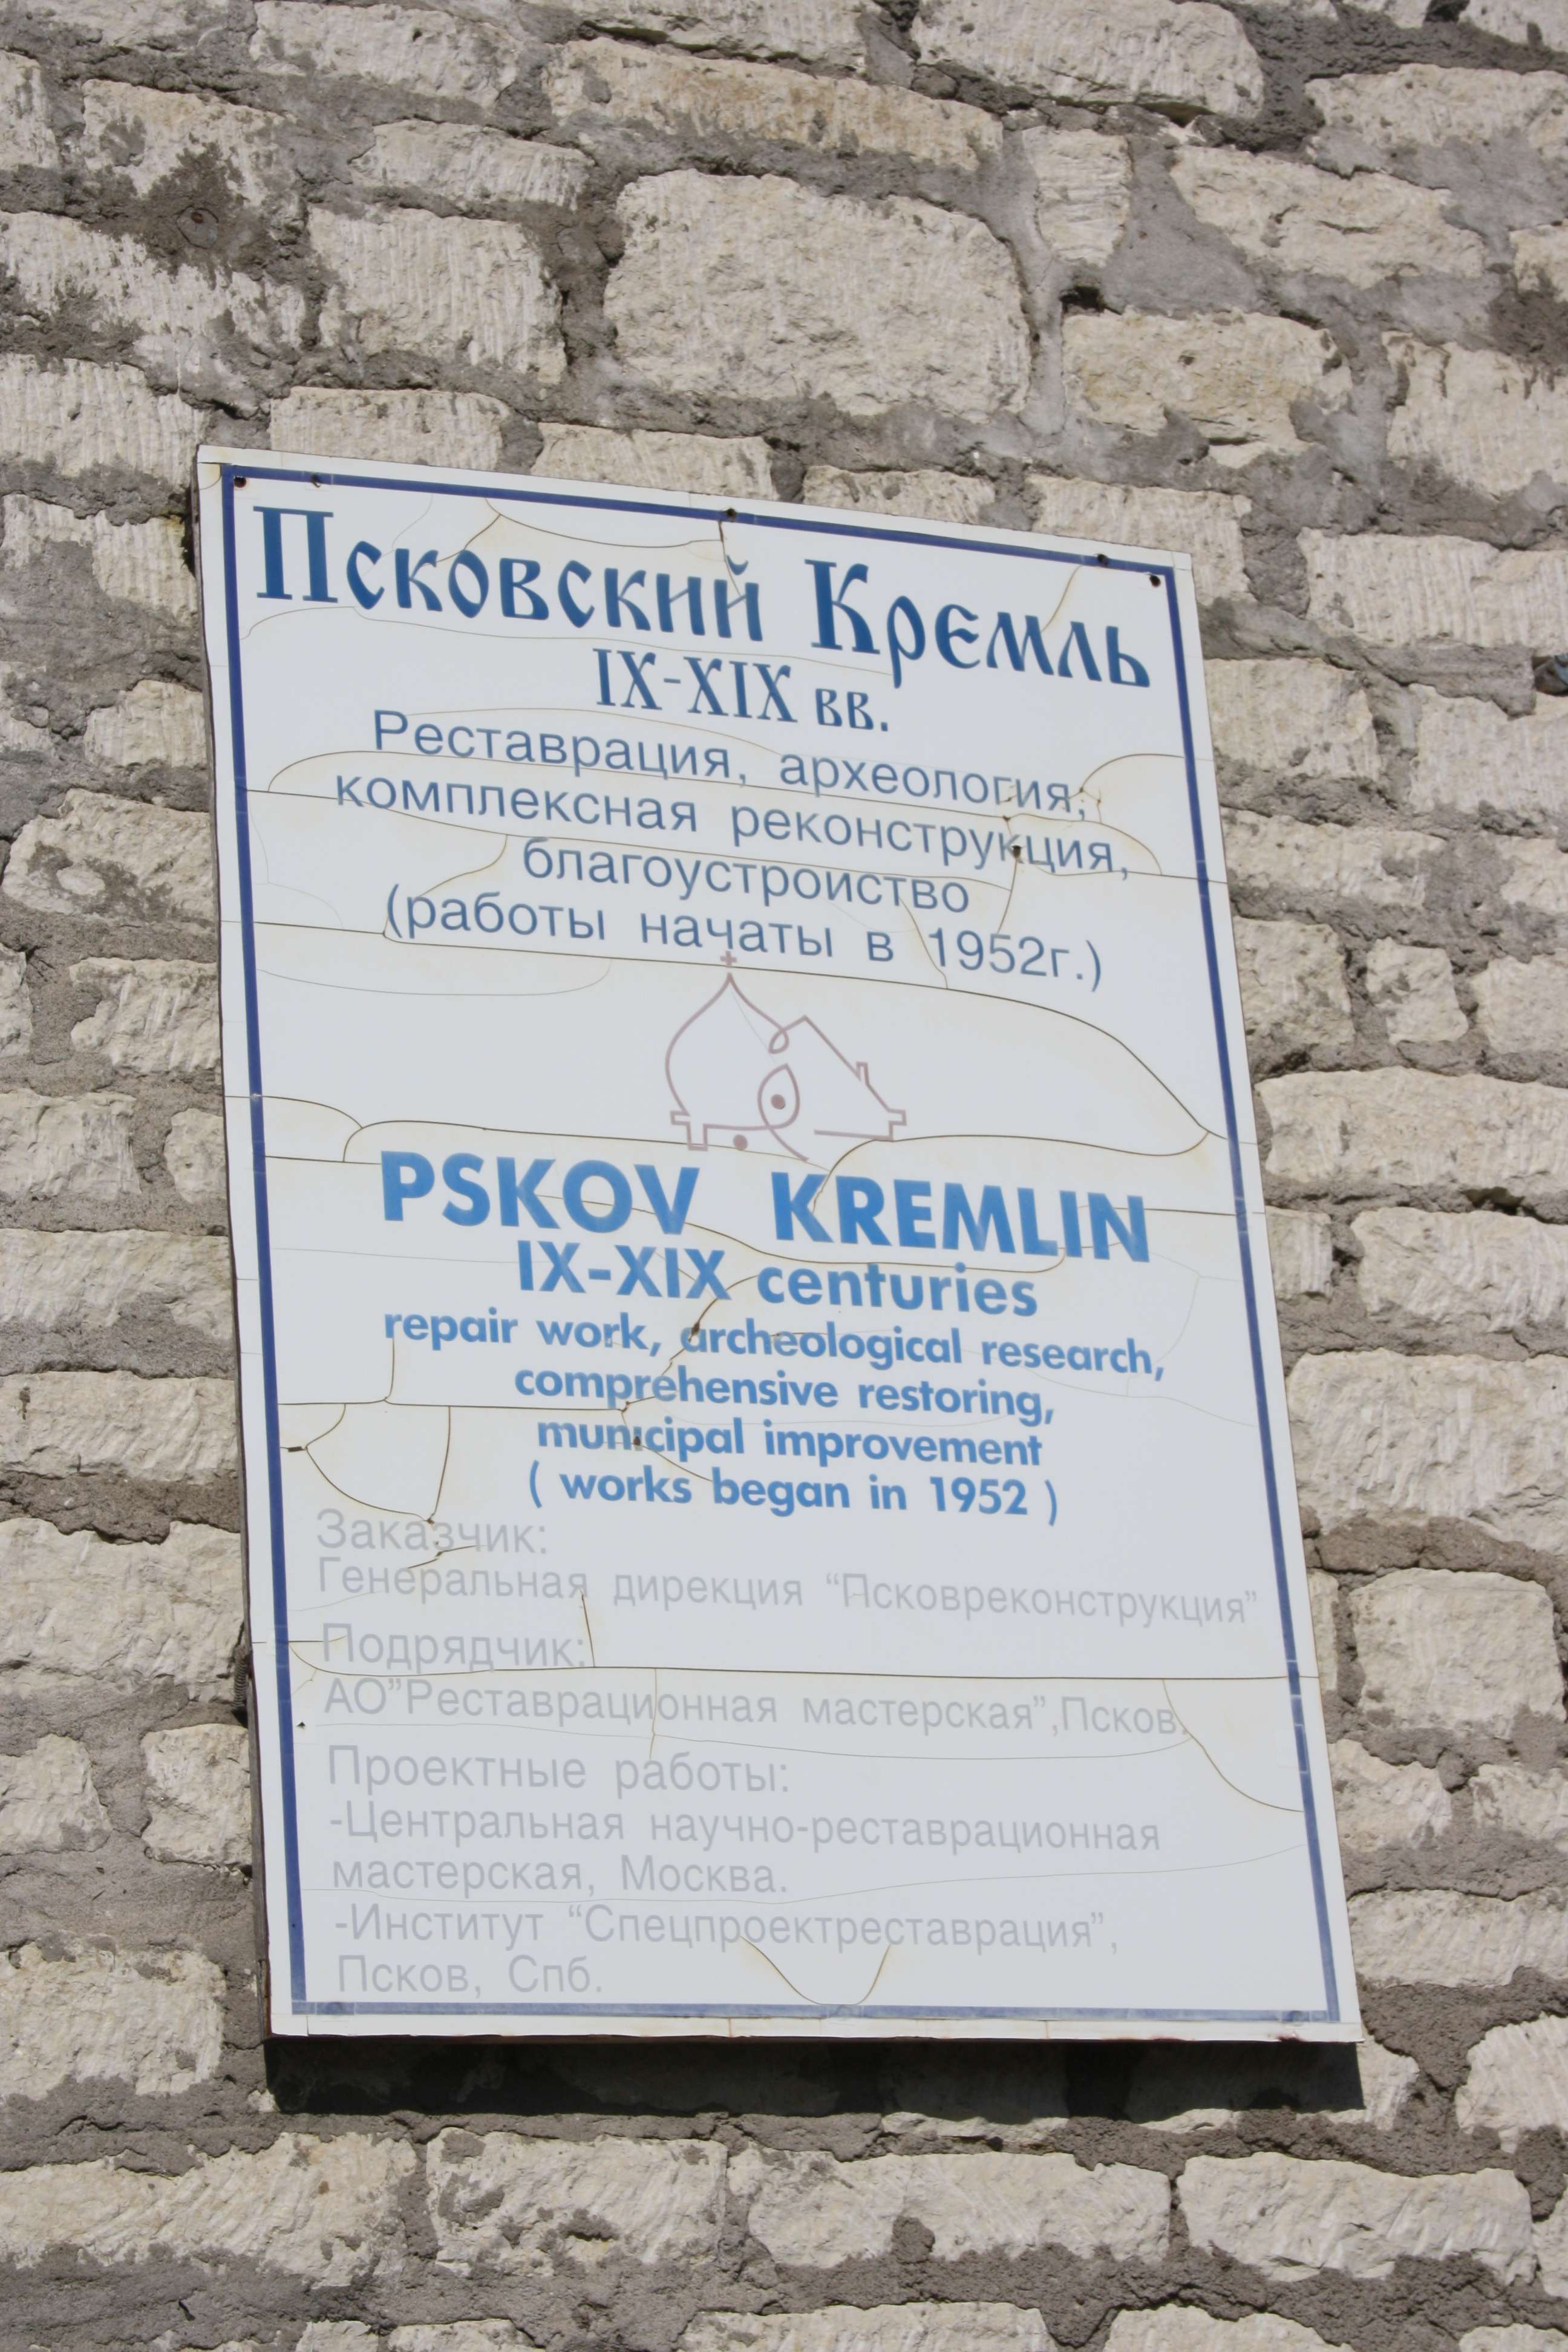 Псковский Кремль
IX-XIX вв.
Реставрация, археология,
комплексная реконструкция,
благоустроиство
(работы начаты в 1952г.)
PSKOV KREMLIN
IX-XIX centuries
repair work, archeological research,
comprehensive restoring,
municipal improvement
( works began in 1952 )
Заказчик:
Генеральная дирекция “Псковреконструкция”
Подрядчик:
АО”Реставрационная мастерская”,Псков.
Проектные работы:
-Центральная научно-реставрационная
мастерская, Москва.
-Институт “Спецпроектреставрация”,
Псков, Спб.